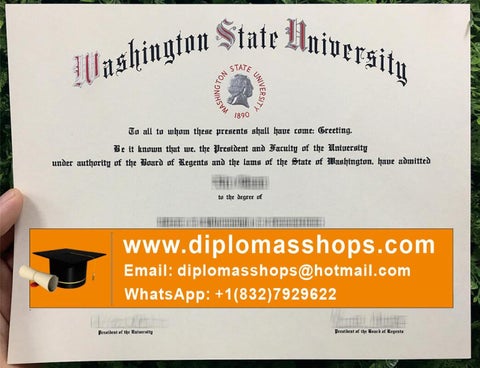 Washington State University
WASHINGTON STATE UNIVERSITY
1890
To all to whom these presents shall have come: Greeting.
Be it known that we, the President and Faculty of the University
under authority of the Board of Regents and the laws of the State of Washington, have admitted
to the degree of
www.diplomasshops.com
Email: diplomasshops@hotmail.com
WhatsApp: +1(832)7929622
President of the University
President of the Board of Regents